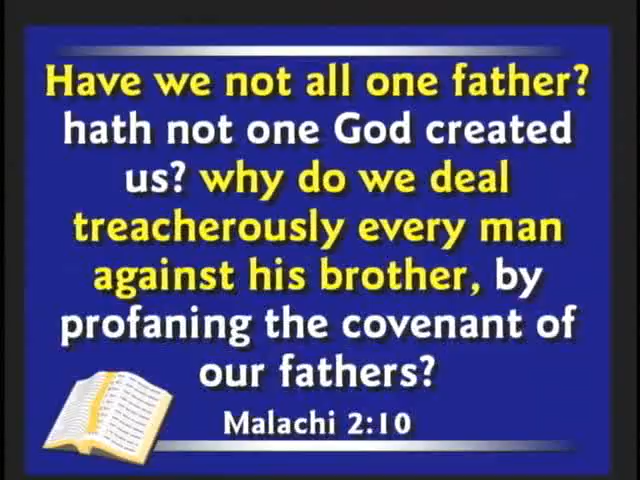 Have we not all one father?
hath not one God created
us? why do we deal
treacherously every man
against his brother, by
profaning the covenant of
our fathers?
Malachi 2:10